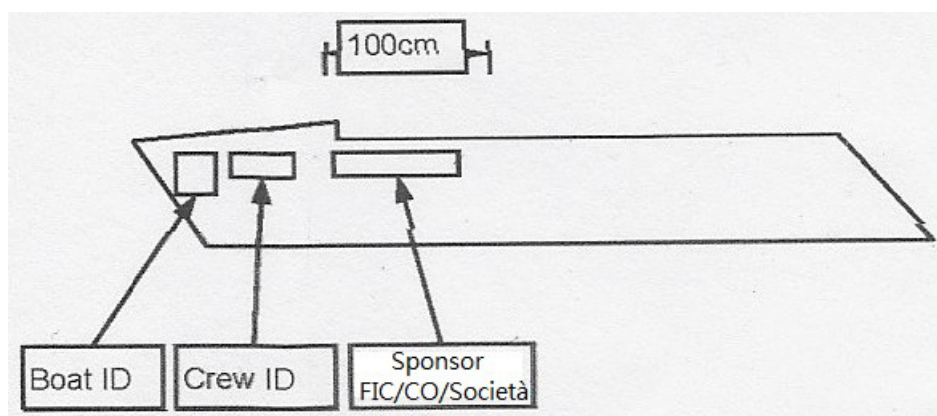 100cm
Boat ID
Crew ID
Sponsor
FIC/CO/Società